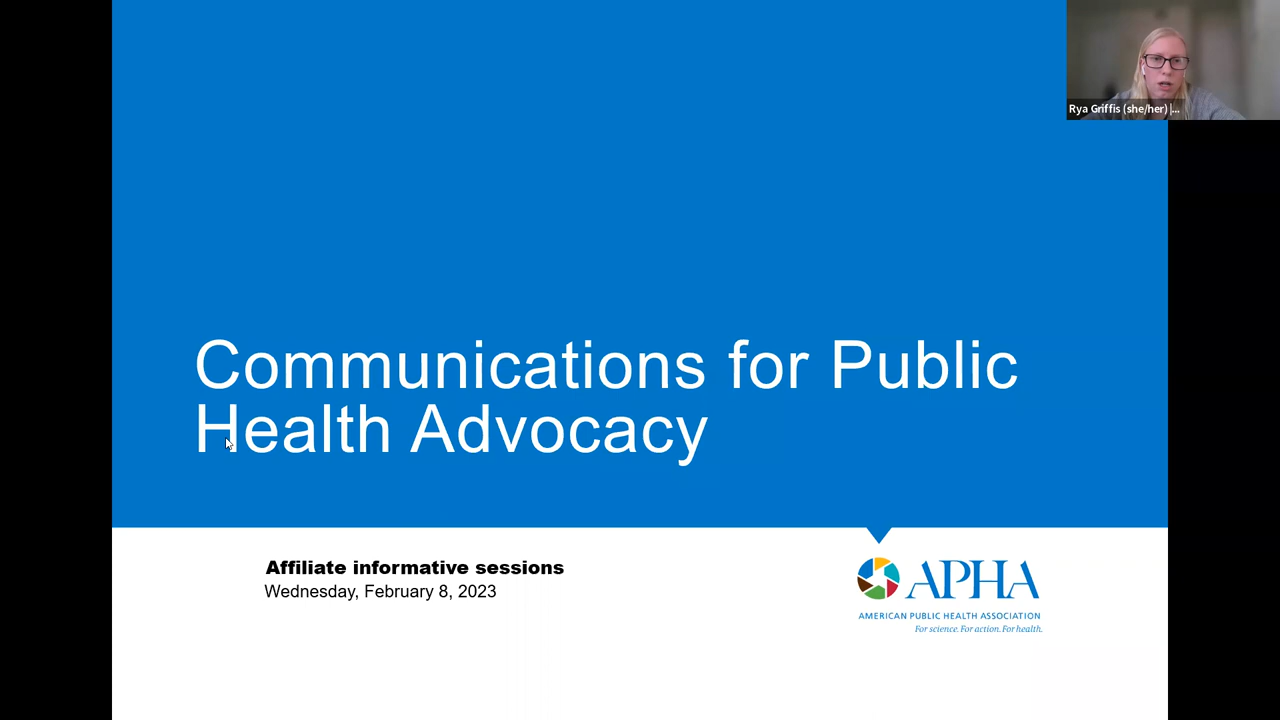 Rya Griffis (she/her) |...
Communications for Public
Health Advocacy
Affiliate informative sessions
Wednesday, February 8, 2023
APHA
AMERICAN PUBLIC HEALTH ASSOCIATION
For science. For action. For health.